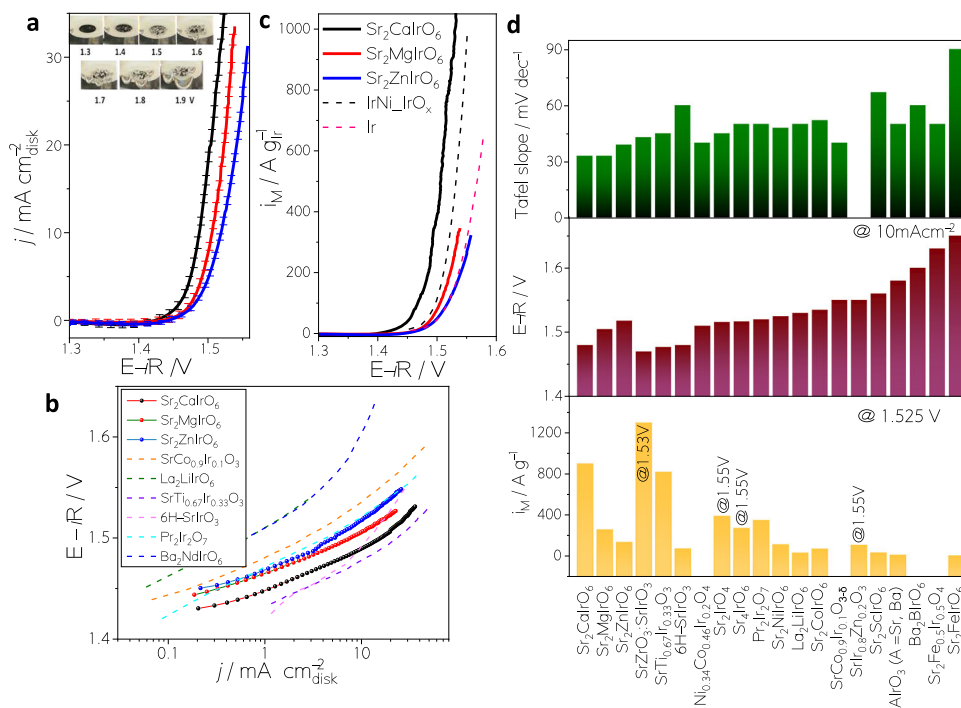 a
1.3 1.4 1.5 1.6
1.7 1.8 1.9 V
40
30
20
10
0
j / mA cm⁻²disk
1.3 1.4 1.5
E–iR /V
c
Sr₂CaIrO₆
Sr₂MgIrO₆
Sr₂ZnIrO₆
IrNi_IrOₓ
Ir
1000
800
600
400
200
0
i_M / A g⁻¹Ir
1.3 1.4 1.5 1.6
E–iR / V
b
Sr₂CaIrO₆
Sr₂MgIrO₆
Sr₂ZnIrO₆
SrCo₀.₉Ir₀.₁O₃
La₂LiIrO₆
SrTi₀.₆₇Ir₀.₃₃O₃
6H–SrIrO₃
Pr₂Ir₂O₇
Ba₂NdIrO₆
1.6
1.5
1.4
E –iR / V
0.1 1 10
j / mA cm⁻²disk
d
90
60
30
0
Tafel slope / mV dec⁻¹
@ 10mAcm⁻²
1.6
1.5
1.4
E–iR / V
@ 1.525 V
1200
800
400
0
i_M / A g⁻¹
@1.53V
@1.55V
@1.55V
@1.55V
Sr₂CaIrO₆
Sr₂MgIrO₆
Sr₂ZnIrO₆
SrZrO₃:SrIrO₃
SrTi₀.₆₇Ir₀.₃₃O₃
6H–SrIrO₃
Ni₀.₃₄Co₀.₄₆Ir₀.₂O₄
Sr₂IrO₄
Sr₄IrO₆
Pr₂Ir₂O₇
Sr₂NiIrO₆
La₂LiIrO₆
Sr₂CoIrO₆
SrCo₀.₉Ir₀.₁O₃₋δ
SrIr₀.₈Zn₀.₂O₃
Sr₂ScIrO₆
AIrO₃ (A =Sr, Ba)
Ba₂BIrO₆
Sr₂Fe₀.₅Ir₀.₅O₄
Sr₂FeIrO₆